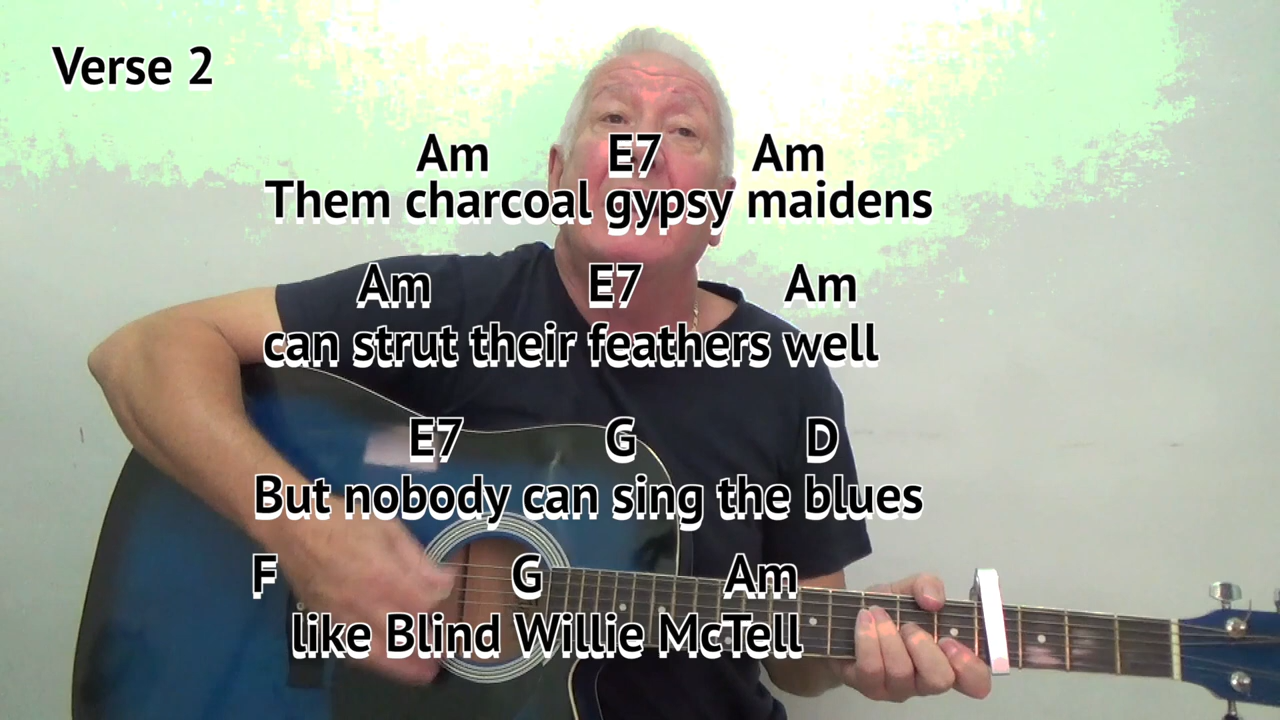 Verse 2
Am E7 Am
Them charcoal gypsy maidens
Am E7 Am
can strut their feathers well
E7 G D
But nobody can sing the blues
F G Am
like Blind Willie McTell